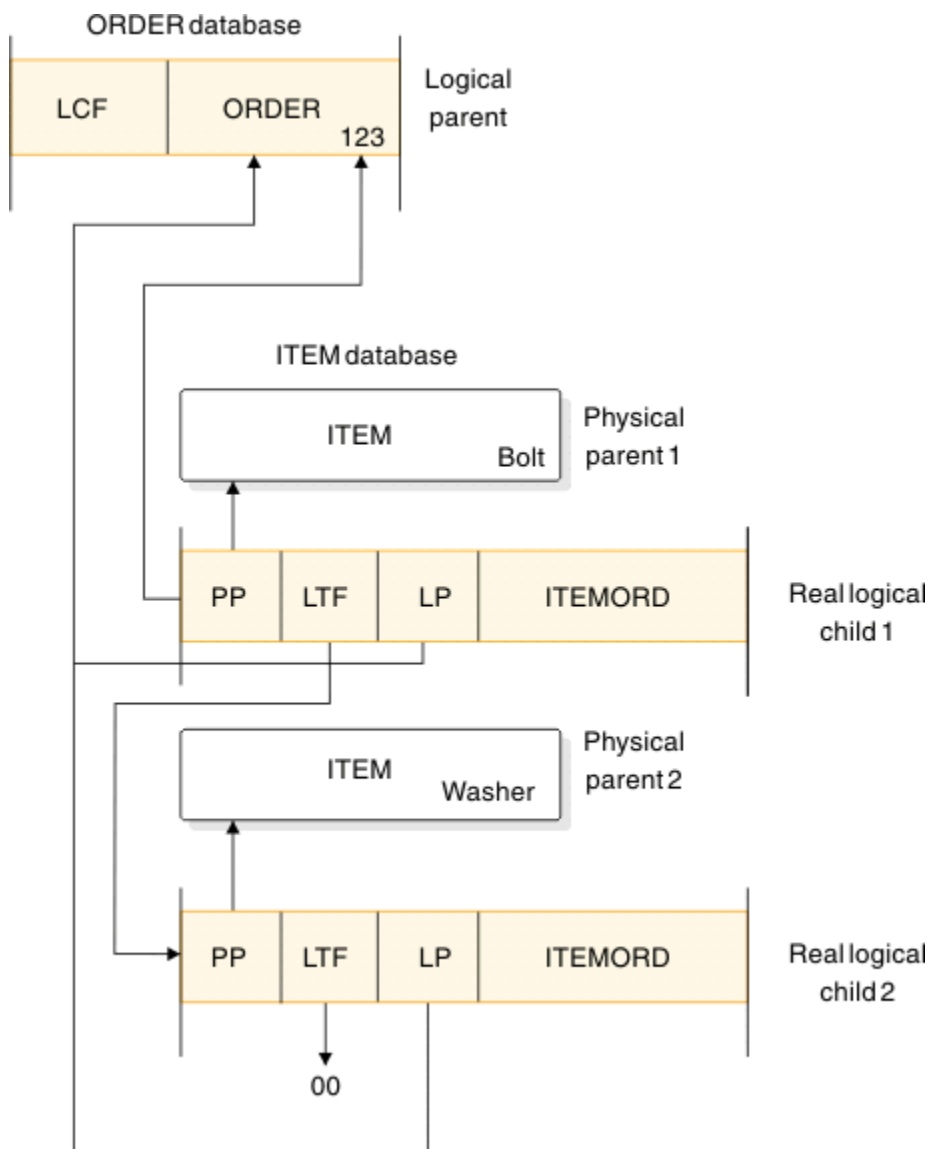 ORDER database
LCF ORDER 123
Logical
parent
ITEM database
ITEM Bolt
Physical
parent 1
PP LTF LP ITEMORD
Real logical
child 1
ITEM Washer
Physical
parent 2
PP LTF LP ITEMORD
Real logical
child 2
00